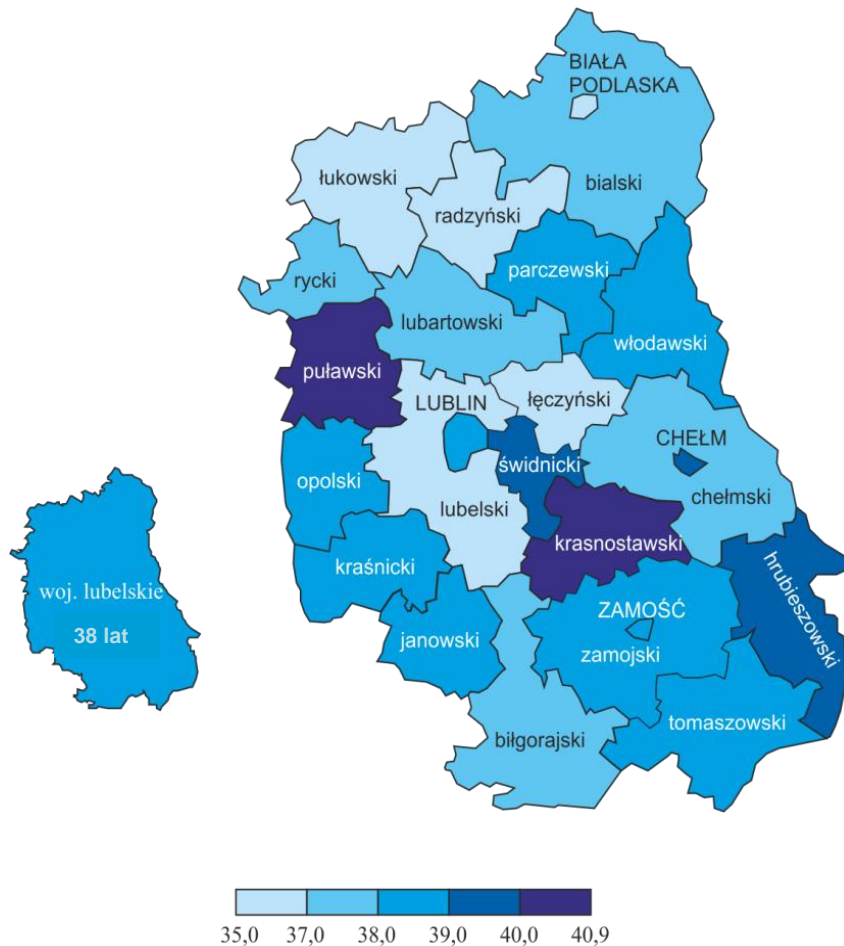 BIAŁA
PODLASKA
łukowski
bialski
radzyński
parczewski
rycki
lubartowski
włodawski
puławski
łęczyński
LUBLIN
CHEŁM
świdnicki
opolski
chełmski
lubelski
krasnostawski
hrubieszowski
kraśnicki
woj. lubelskie
38 lat
ZAMOŚĆ
janowski
zamojski
tomaszowski
biłgorajski
35,0 37,0 38,0 39,0 40,0 40,9